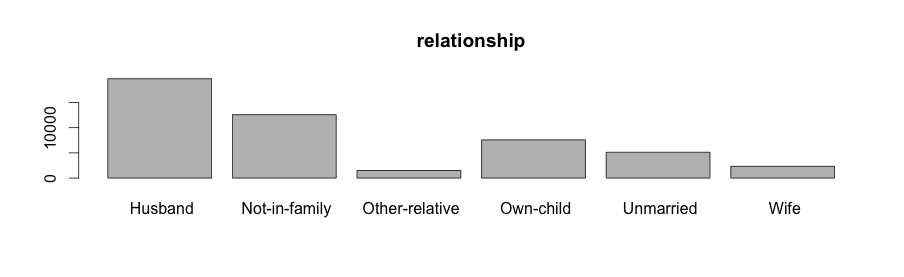 relationship
10000
0
Husband Not-in-family Other-relative Own-child Unmarried Wife